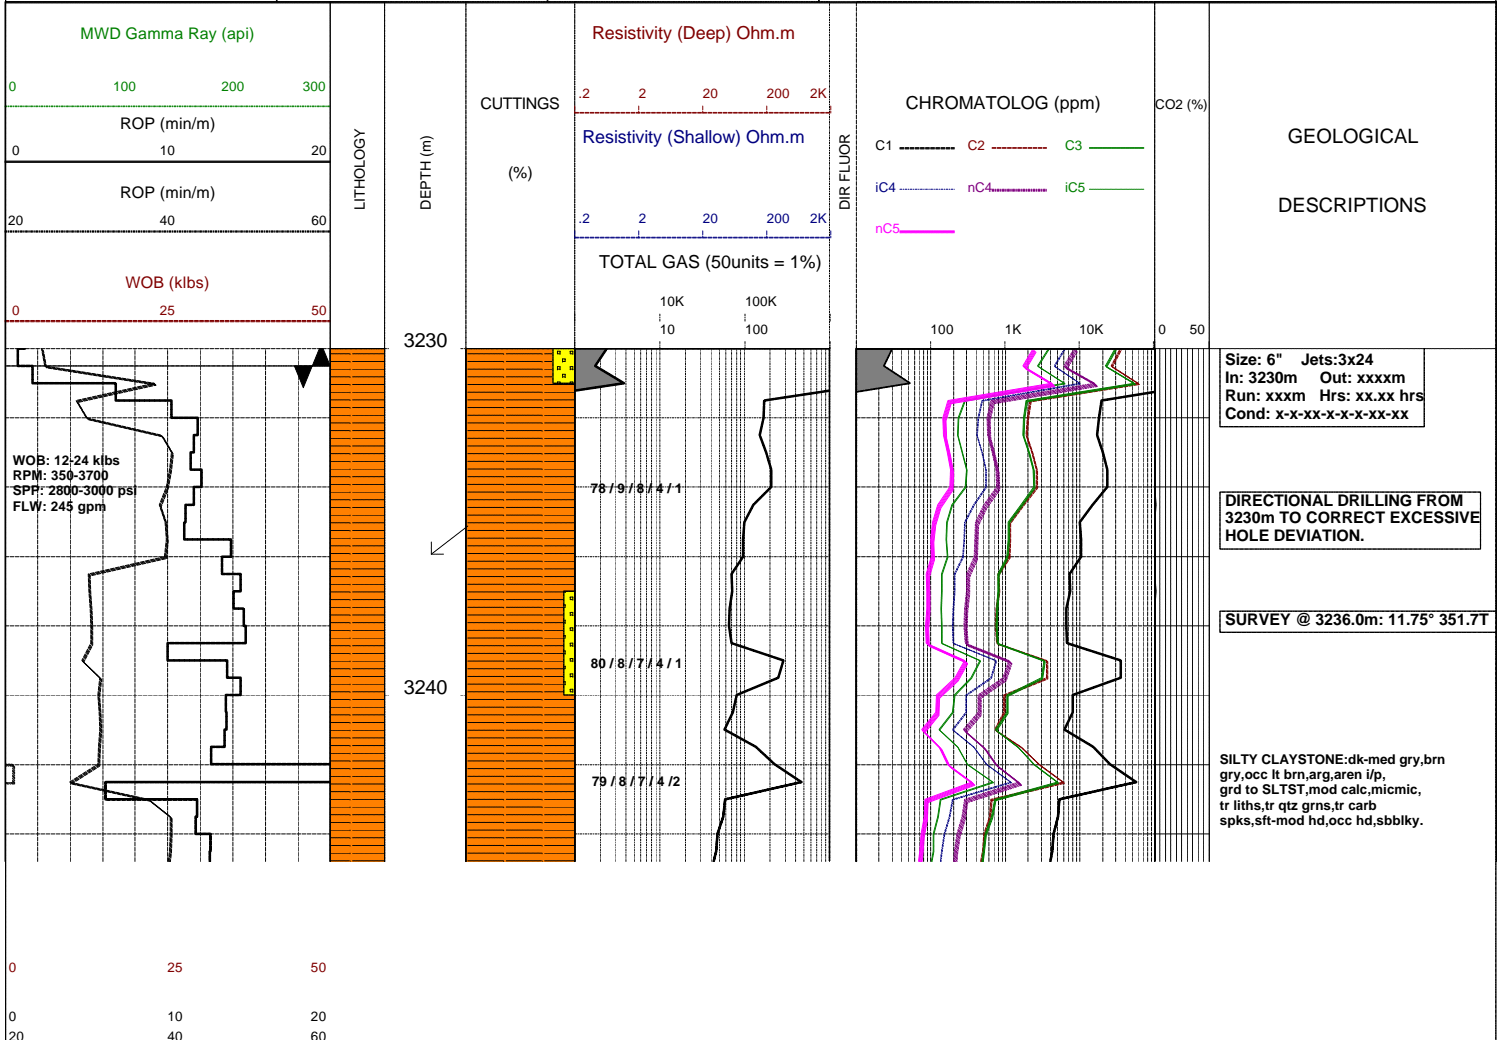 MWD Gamma Ray (api)
0 100 200 300
ROP (min/m)
0 10 20
ROP (min/m)
20 40 60
WOB (klbs)
0 25 50
LITHOLOGY
DEPTH (m)
CUTTINGS
(%)
Resistivity (Deep) Ohm.m
.2 2 20 200 2K
Resistivity (Shallow) Ohm.m
.2 2 20 200 2K
TOTAL GAS (50units = 1%)
10K 100K
10 100
DIR FLUOR
CHROMATOLOG (ppm)
C1 C2 C3
iC4 nC4 iC5
nC5
100 1K 10K
CO2 (%)
0 50
GEOLOGICAL
DESCRIPTIONS
3230
3240
WOB: 12-24 klbs
RPM: 350-3700
SPP: 2800-3000 psi
FLW: 245 gpm
78 / 9 / 8 / 4 / 1
80 / 8 / 7 / 4 / 1
79 / 8 / 7 / 4 /2
Size: 6" Jets:3x24
In: 3230m Out: xxxxm
Run: xxxm Hrs: xx.xx hrs
Cond: x-x-xx-x-x-x-xx-xx
DIRECTIONAL DRILLING FROM
3230m TO CORRECT EXCESSIVE
HOLE DEVIATION.
SURVEY @ 3236.0m: 11.75° 351.7T
SILTY CLAYSTONE:dk-med gry,brn
gry,occ lt brn,arg,aren i/p,
grd to SLTST,mod calc,micmic,
tr liths,tr qtz grns,tr carb
spks,sft-mod hd,occ hd,sbblky.
0 25 50
0 10 20
20 40 60